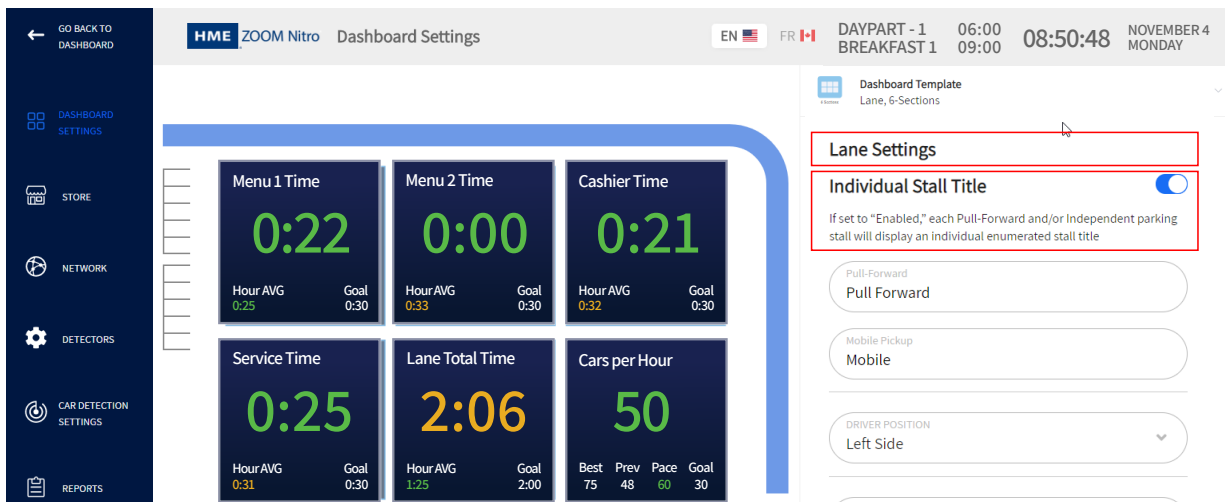 GO BACK TO
DASHBOARD
HME ZOOM Nitro Dashboard Settings
EN FR
DAYPART - 1 06:00
BREAKFAST 1 09:00
08:50:48
NOVEMBER 4
MONDAY
DASHBOARD
SETTINGS
STORE
NETWORK
DETECTORS
CAR DETECTION
SETTINGS
REPORTS
Menu 1 Time
0:22
Hour AVG Goal
0:25 0:30
Menu 2 Time
0:00
Hour AVG Goal
0:33 0:30
Cashier Time
0:21
Hour AVG Goal
0:32 0:30
Service Time
0:25
Hour AVG Goal
0:31 0:30
Lane Total Time
2:06
Hour AVG Goal
1:25 2:00
Cars per Hour
50
Best Prev Pace Goal
75 48 60 30
Dashboard Template
Lane, 6-Sections
Lane Settings
Individual Stall Title
If set to “Enabled,” each Pull-Forward and/or Independent parking
stall will display an individual enumerated stall title
Pull-Forward
Pull Forward
Mobile Pickup
Mobile
DRIVER POSITION
Left Side